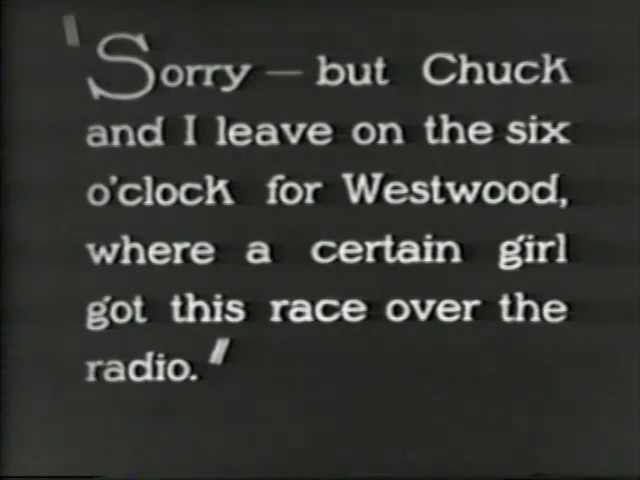 "Sorry — but Chuck
and I leave on the six
o'clock for Westwood,
where a certain girl
got this race over the
radio."